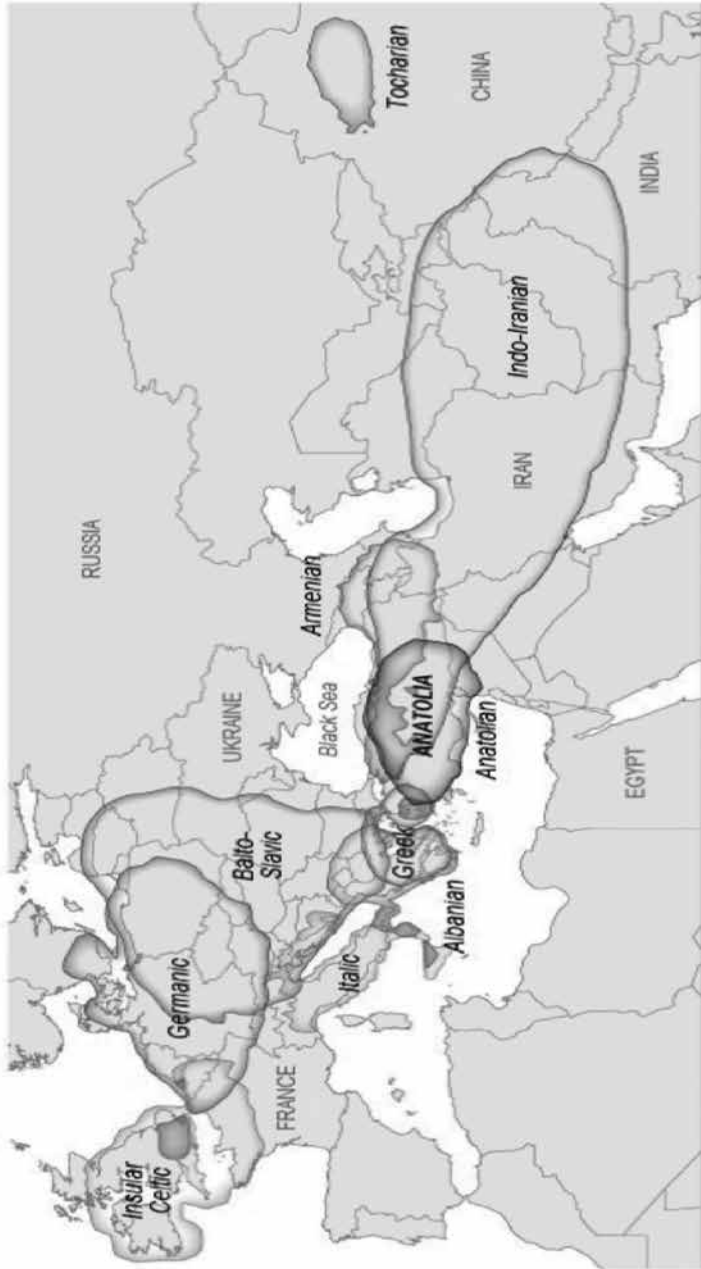 RUSSIA
Tocharian
CHINA
UKRAINE
Balto-
Slavic
Germanic
Insular
Celtic
FRANCE
Italic
Albanian
Greek
Black Sea
Armenian
ANATOLIA
Anatolian
IRAN
Indo-Iranian
INDIA
EGYPT